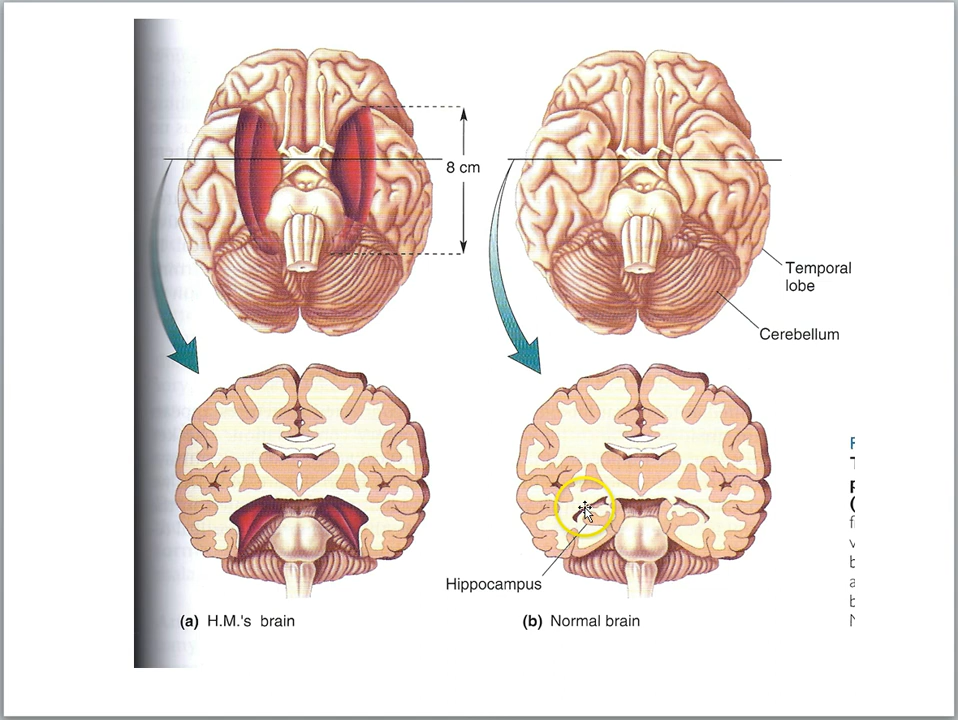 8 cm
Temporal
lobe
Cerebellum
Hippocampus
(a) H.M.'s brain
(b) Normal brain